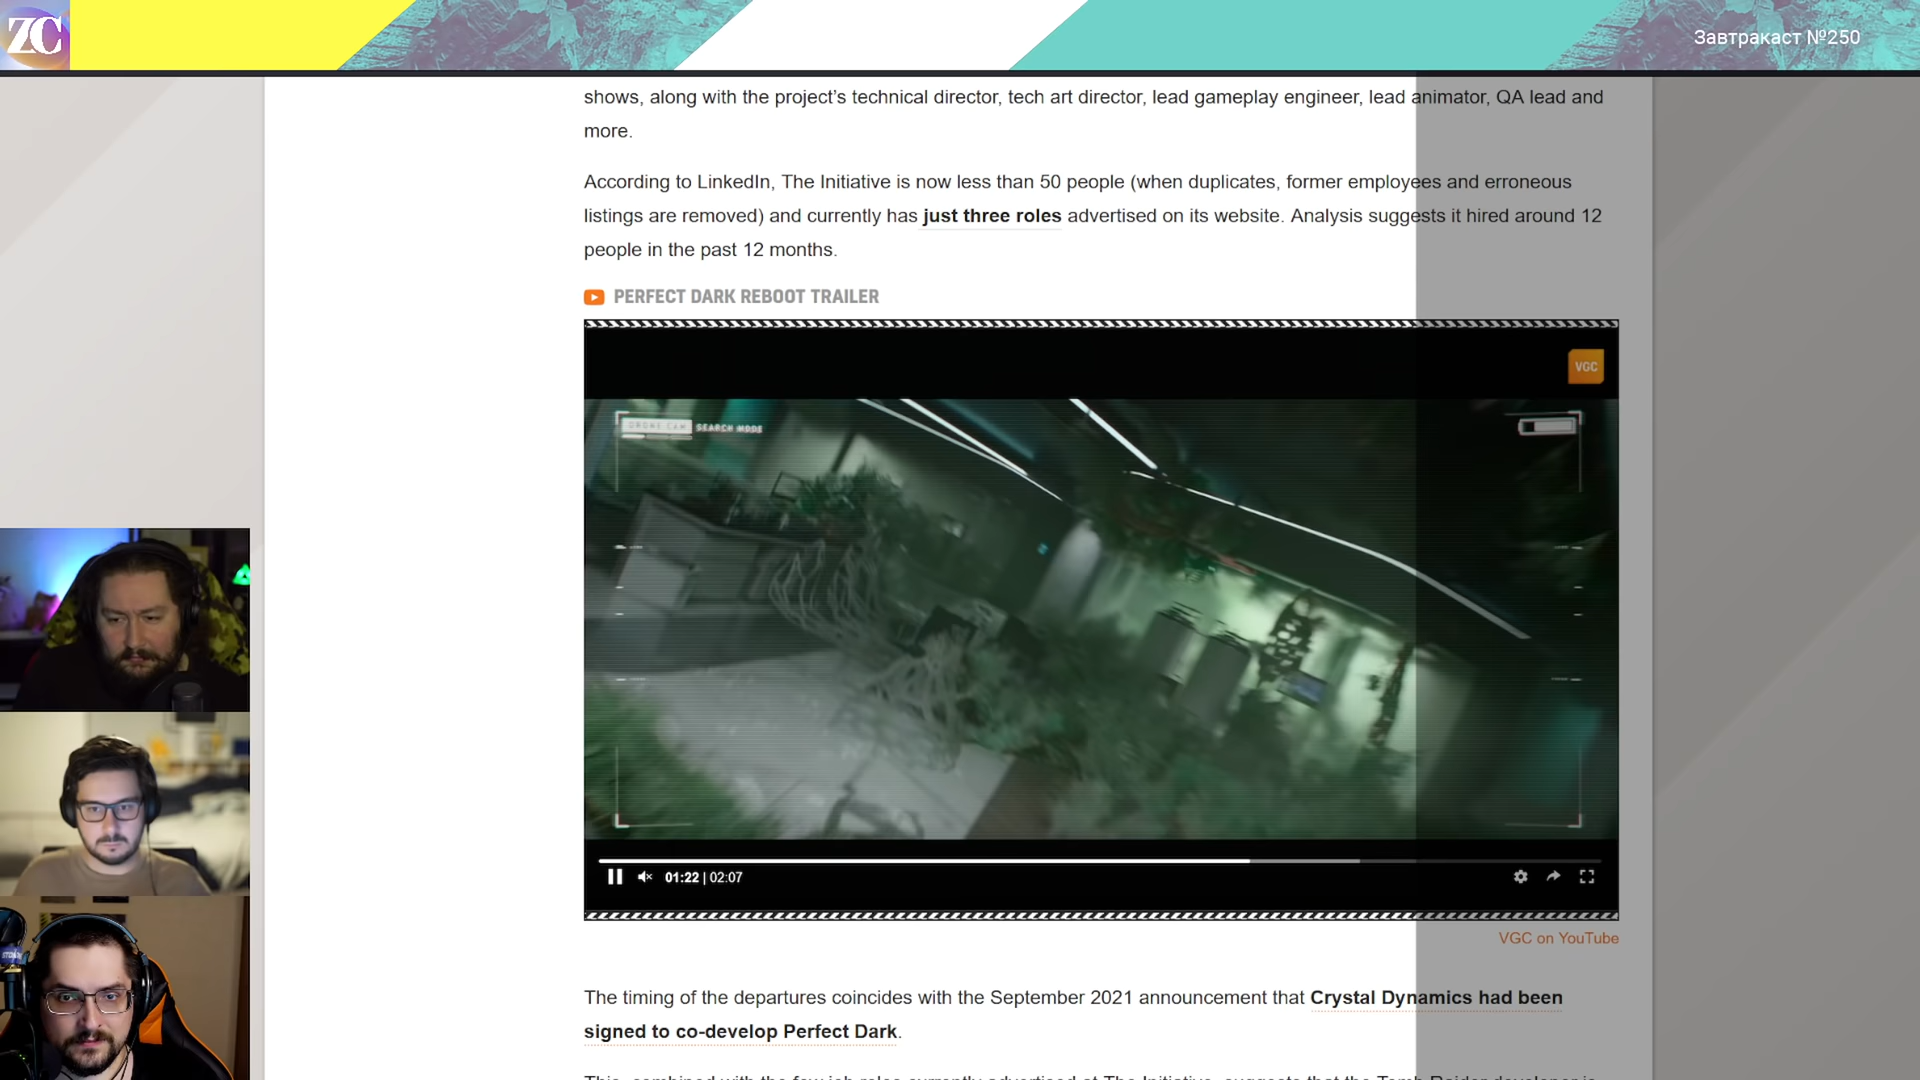 ZC
Завтракаст №250
shows, along with the project's technical director, tech art director, lead gameplay engineer, lead animator, QA lead and
more.
According to LinkedIn, The Initiative is now less than 50 people (when duplicates, former employees and erroneous
listings are removed) and currently has just three roles advertised on its website. Analysis suggests it hired around 12
people in the past 12 months.
PERFECT DARK REBOOT TRAILER
VGC
DRONE CAM SEARCH MODE
01:22 | 02:07
VGC on YouTube
The timing of the departures coincides with the September 2021 announcement that Crystal Dynamics had been
signed to co-develop Perfect Dark.